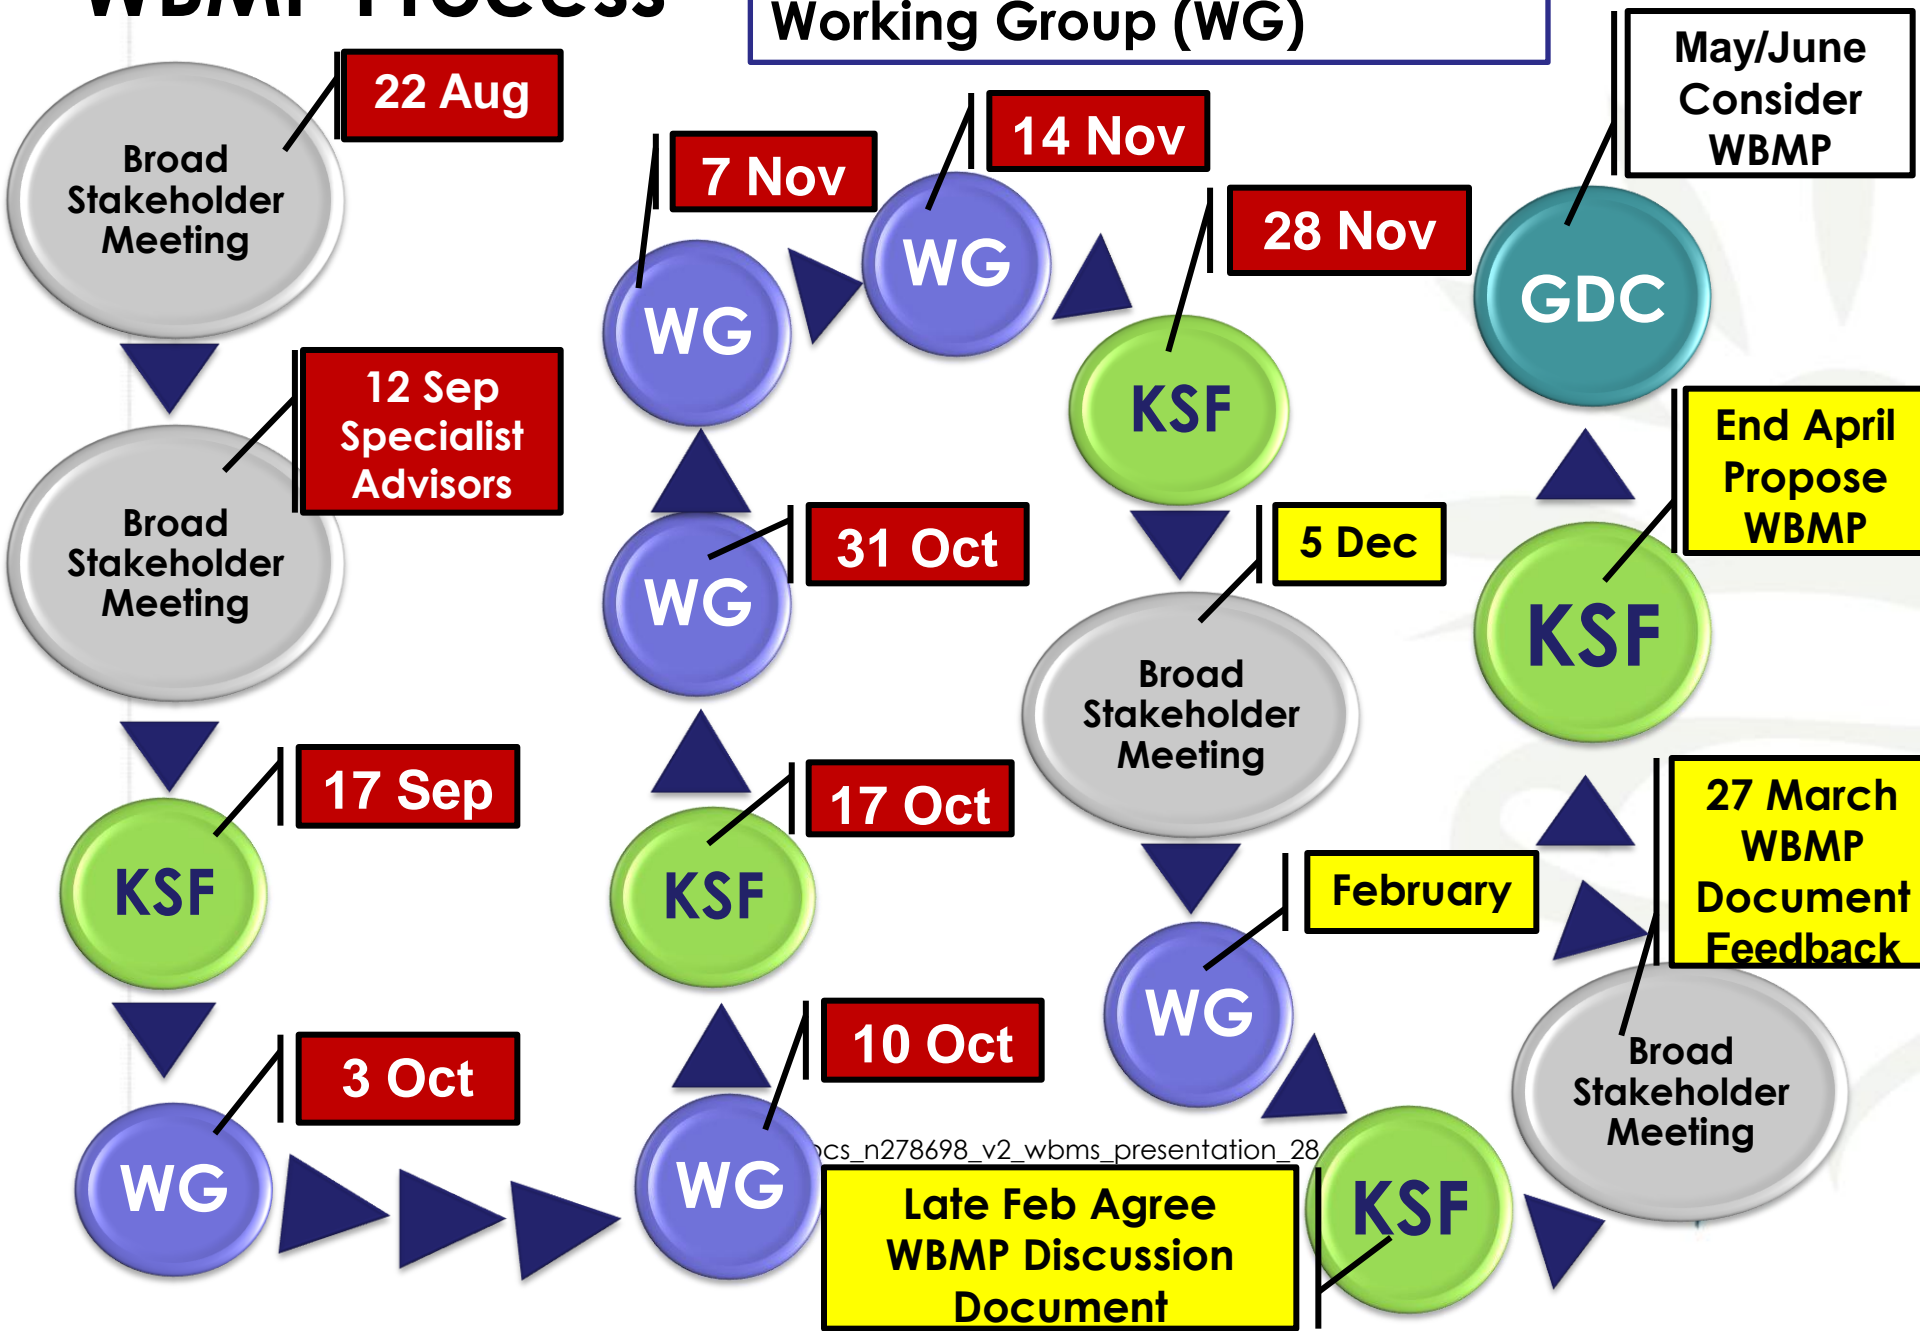 WBMP Process
Working Group (WG)
22 Aug
Broad
Stakeholder
Meeting
12 Sep
Specialist
Advisors
Broad
Stakeholder
Meeting
17 Sep
KSF
3 Oct
WG
10 Oct
WG
17 Oct
KSF
31 Oct
WG
7 Nov
WG
14 Nov
WG
28 Nov
KSF
5 Dec
Broad
Stakeholder
Meeting
February
WG
Late Feb Agree
WBMP Discussion
Document
KSF
27 March
WBMP
Document
Feedback
Broad
Stakeholder
Meeting
End April
Propose
WBMP
KSF
May/June
Consider
WBMP
GDC
ocs_n278698_v2_wbms_presentation_28